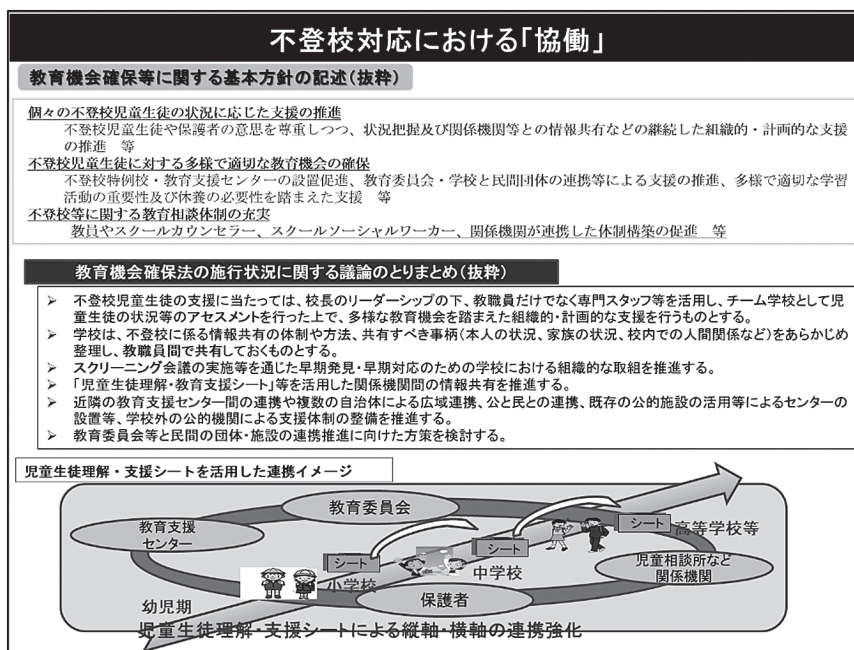 不登校対応における「協働」
教育機会確保等に関する基本方針の記述（抜粋）
個々の不登校児童生徒の状況に応じた支援の推進
不登校児童生徒や保護者の意思を尊重しつつ、状況把握及び関係機関等との情報共有などの継続した組織的・計画的な支援
の推進　等
不登校児童生徒に対する多様で適切な教育機会の確保
不登校特例校・教育支援センターの設置促進、教育委員会・学校と民間団体の連携等による支援の推進、多様で適切な学習
活動の重要性及び休養の必要性を踏まえた支援　等
不登校等に関する教育相談体制の充実
教員やスクールカウンセラー、スクールソーシャルワーカー、関係機関が連携した体制構築の促進　等
教育機会確保法の施行状況に関する議論のとりまとめ（抜粋）
➢ 不登校児童生徒の支援に当たっては、校長のリーダーシップの下、教職員だけでなく専門スタッフ等を活用し、チーム学校として児
童生徒の状況等のアセスメントを行った上で、多様な教育機会を踏まえた組織的・計画的な支援を行うものとする。
➢ 学校は、不登校に係る情報共有の体制や方法、共有すべき事柄（本人の状況、家族の状況、校内での人間関係など）をあらかじめ
整理し、教職員間で共有しておくものとする。
➢ スクリーニング会議の実施等を通じた早期発見・早期対応のための学校における組織的な取組を推進する。
➢ 「児童生徒理解・教育支援シート」等を活用した関係機関間の情報共有を推進する。
➢ 近隣の教育支援センター間の連携や複数の自治体による広域連携、公と民との連携、既存の公的施設の活用等によるセンターの
設置等、学校外の公的機関による支援体制の整備を推進する。
➢ 教育委員会等と民間の団体・施設の連携推進に向けた方策を検討する。
児童生徒理解・支援シートを活用した連携イメージ
教育委員会
教育支援
センター
シート
高等学校等
シート
中学校
シート
小学校
児童相談所など
関係機関
保護者
幼児期
児童生徒理解・支援シートによる縦軸・横軸の連携強化